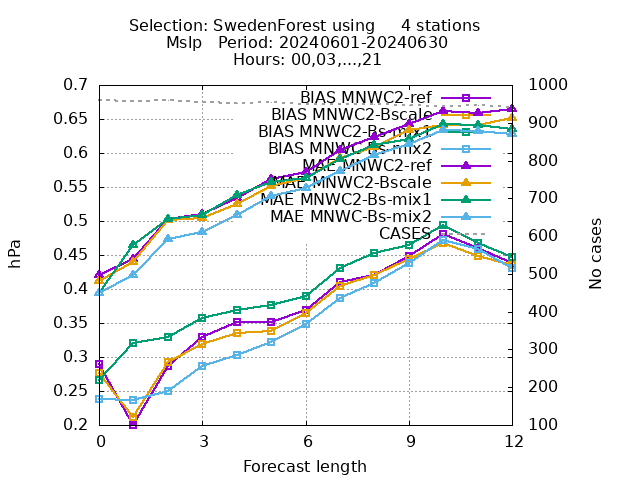 Selection: SwedenForest using     4 stations
Mslp   Period: 20240601-20240630
Hours: 00,03,...,21
0.7
0.65
0.6
0.55
0.5
0.45
0.4
0.35
0.3
0.25
0.2
hPa
BIAS MNWC2-ref
BIAS MNWC2-Bscale
BIAS MNWC2-Bs-mix1
BIAS MNWC-Bs-mix2
MAE MNWC2-ref
MAE MNWC2-Bscale
MAE MNWC2-Bs-mix1
MAE MNWC-Bs-mix2
CASES
1000
900
800
700
600
500
400
300
200
100
No cases
0 3 6 9 12
Forecast length